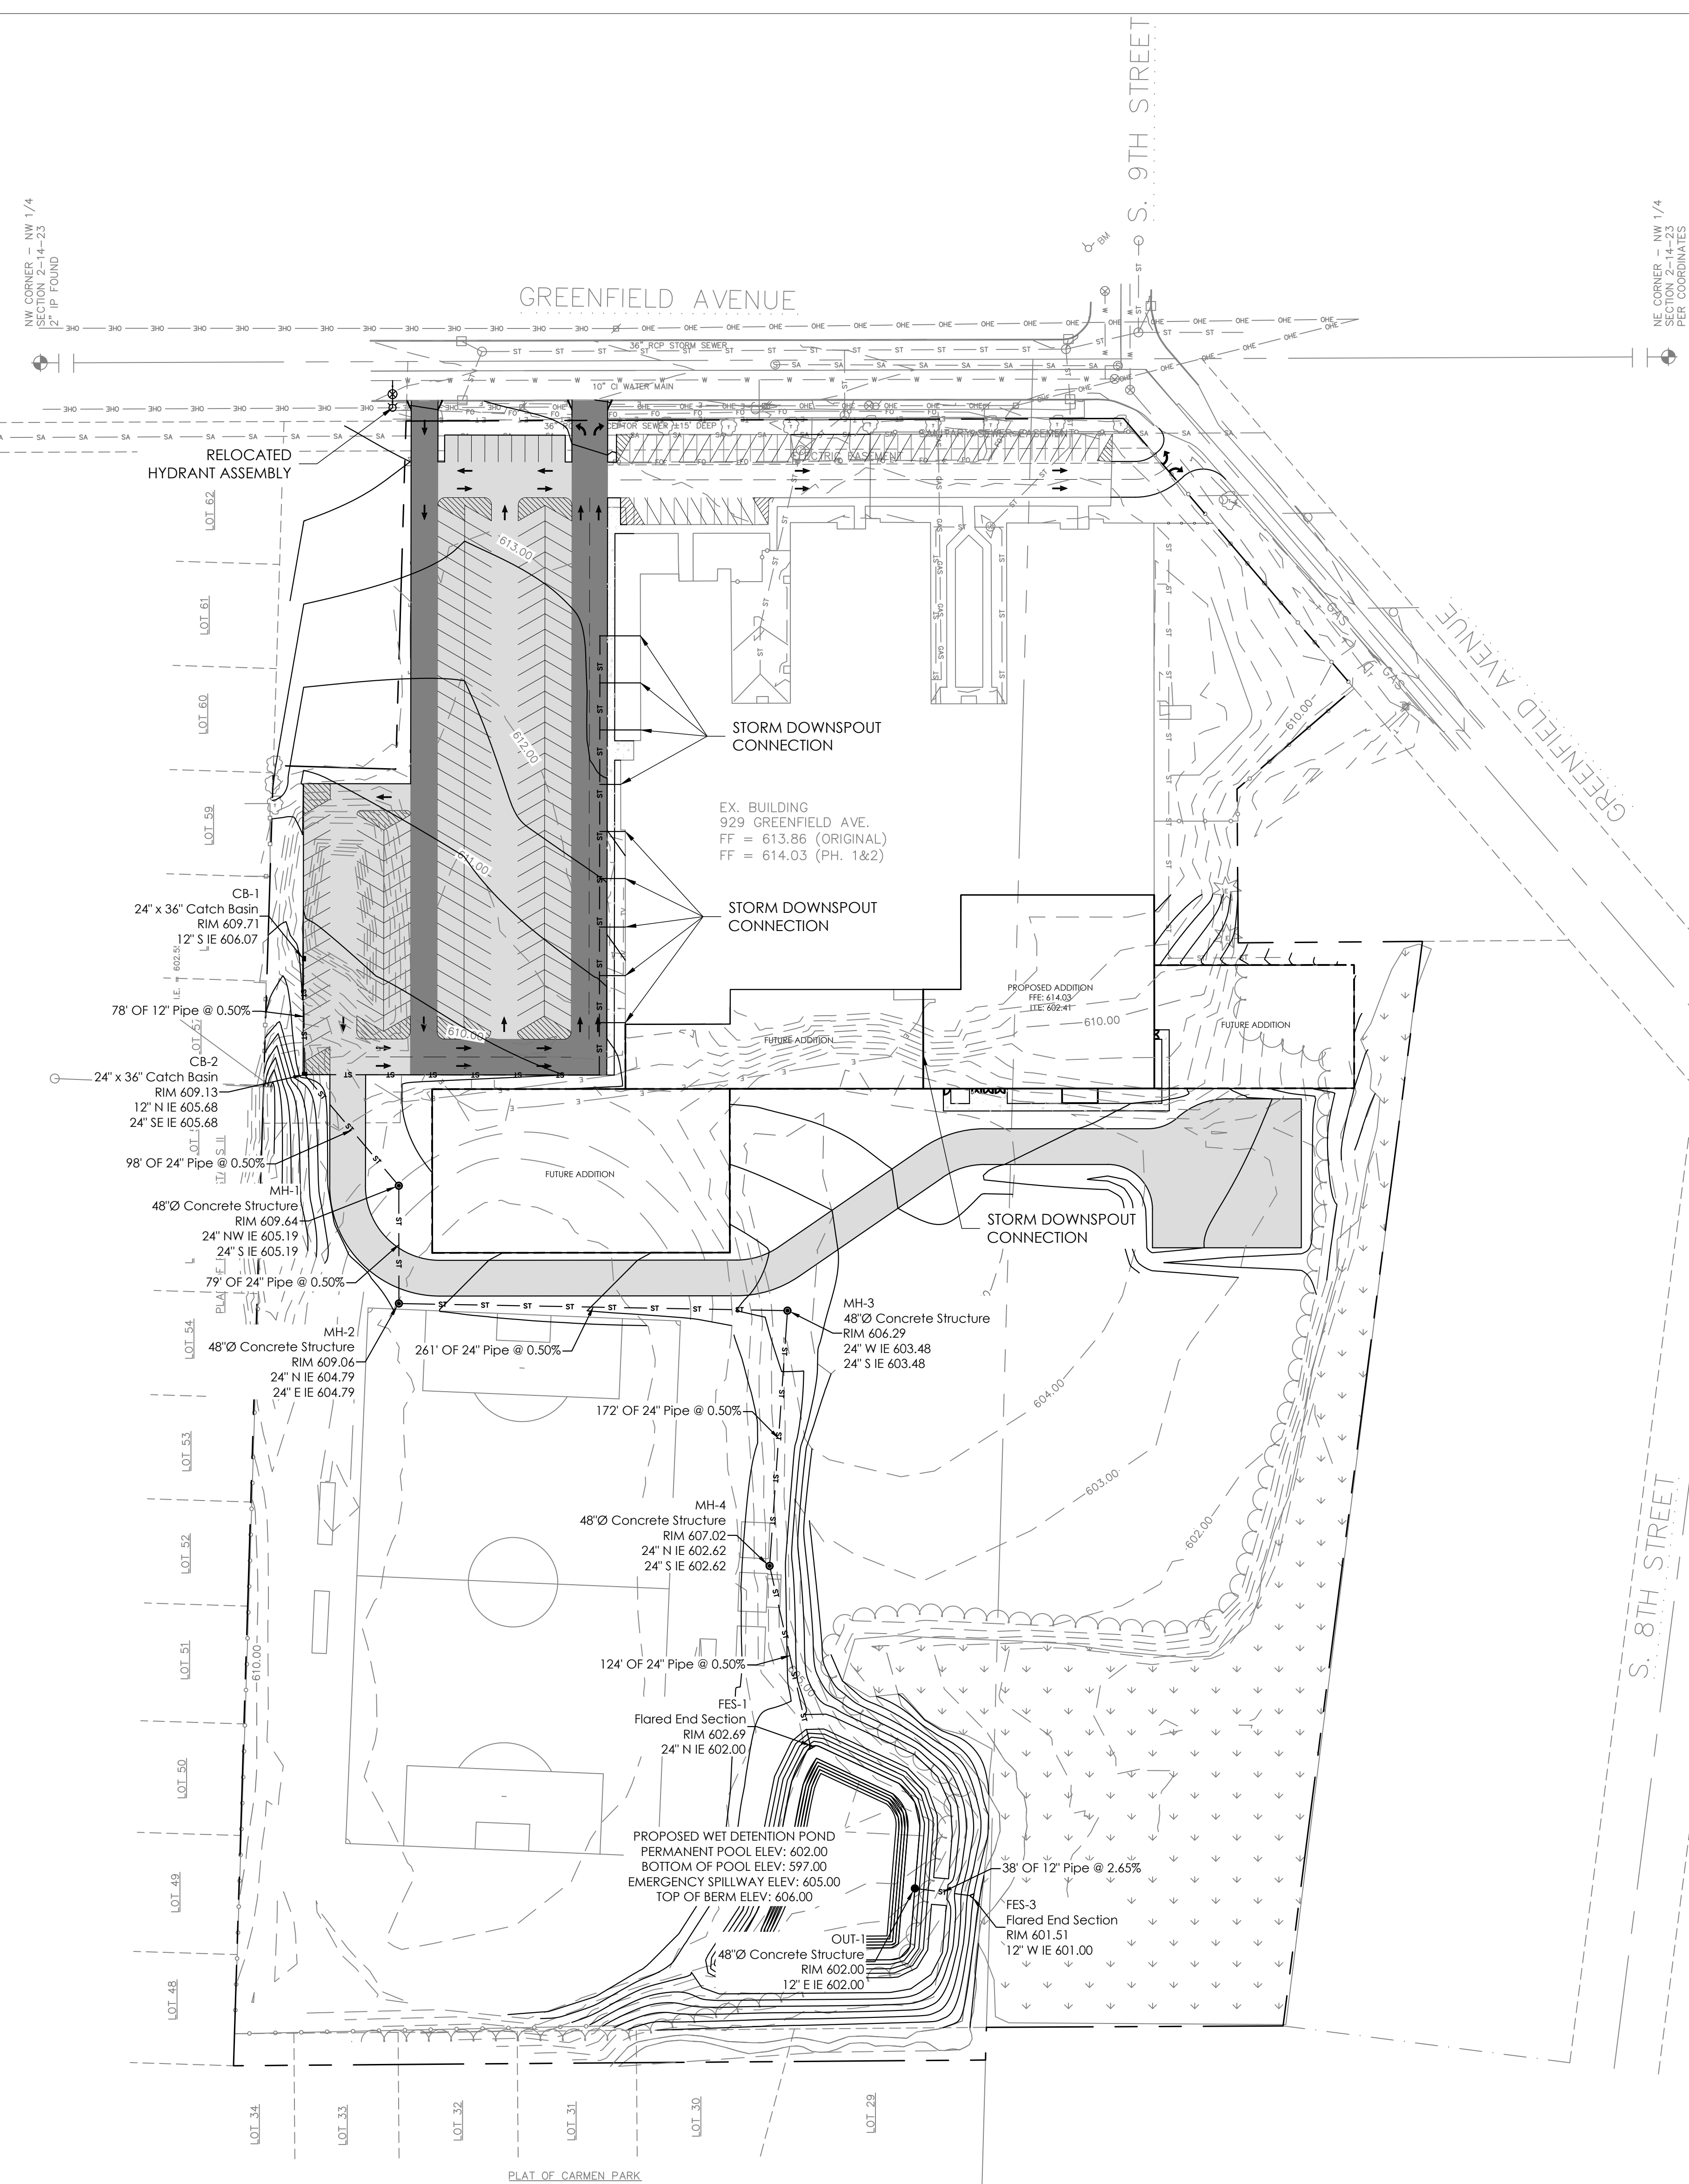 S. 9TH STREET
NW CORNER - NW 1/4
SECTION 2-14-23
2" IP FOUND
NE CORNER - NW 1/4
SECTION 2-14-23
PER COORDINATES
BM
GREENFIELD AVENUE
36" RCP STORM SEWER
10" CI WATER MAIN
SANITARY SEWER EASEMENT
ELECTRIC EASEMENT
RELOCATED
HYDRANT ASSEMBLY
LOT 62
613.00
LOT 61
GREENFIELD AVENUE
LOT 60
610.00
612.00
STORM DOWNSPOUT
CONNECTION
LOT 59
EX. BUILDING
929 GREENFIELD AVE.
FF = 613.86 (ORIGINAL)
FF = 614.03 (PH. 1&2)
611.00
CB-1
24" x 36" Catch Basin
RIM 609.71
12" S IE 606.07
STORM DOWNSPOUT
CONNECTION
PROPOSED ADDITION
FFE: 614.03
I.T.E: 602.41
78' OF 12" Pipe @ 0.50%
610.00
610.00
FUTURE ADDITION
FUTURE ADDITION
CB-2
24" x 36" Catch Basin
RIM 609.13
12" N IE 605.68
24" SE IE 605.68
98' OF 24" Pipe @ 0.50%
FUTURE ADDITION
MH-1
48"Ø Concrete Structure
RIM 609.64
24" NW IE 605.19
24" S IE 605.19
STORM DOWNSPOUT
CONNECTION
79' OF 24" Pipe @ 0.50%
MH-3
48"Ø Concrete Structure
RIM 606.29
24" W IE 603.48
24" S IE 603.48
LOT 54
MH-2
48"Ø Concrete Structure
RIM 609.06
24" N IE 604.79
24" E IE 604.79
261' OF 24" Pipe @ 0.50%
604.00
172' OF 24" Pipe @ 0.50%
LOT 53
603.00
MH-4
48"Ø Concrete Structure
RIM 607.02
24" N IE 602.62
24" S IE 602.62
LOT 52
602.00
S. 8TH STREET
LOT 51
610.00
124' OF 24" Pipe @ 0.50%
FES-1
Flared End Section
RIM 602.69
24" N IE 602.00
LOT 50
PROPOSED WET DETENTION POND
PERMANENT POOL ELEV: 602.00
BOTTOM OF POOL ELEV: 597.00
EMERGENCY SPILLWAY ELEV: 605.00
TOP OF BERM ELEV: 606.00
38' OF 12" Pipe @ 2.65%
LOT 49
FES-3
Flared End Section
RIM 601.51
12" W IE 601.00
OUT-1
48"Ø Concrete Structure
RIM 602.00
12" E IE 602.00
LOT 48
LOT 34
LOT 33
LOT 32
LOT 31
LOT 30
LOT 29
PLAT OF CARMEN PARK